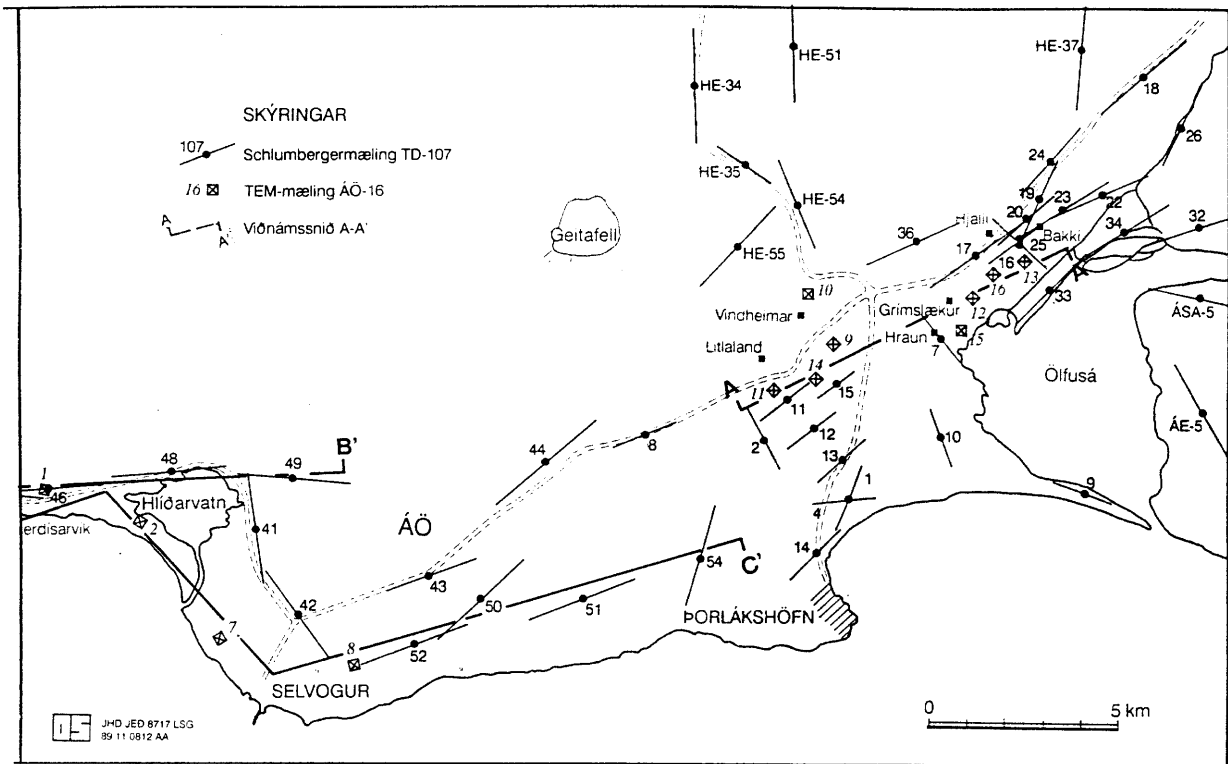 SKÝRINGAR
107 Schlumbergermæling TD-107
16 TEM-mæling ÁÖ-16
A A' Viðnámssnið A-A'
HE-51
HE-37
HE-34
18
26
HE-35
24
HE-54
19
23
22
20
Hjalli
Bakki
34
32
Geitafell
36
25
HE-55
17
16
13
A'
16
33
10
12
ÁSA-5
Vindheimar
Grímslækur
15
Hraun
7
Litlaland
9
Ölfusá
14
A
11
11
15
ÁE-5
44
8
2
12
10
B'
48
49
13
1
46
Hlíðarvatn
9
erdísarvik
2
41
ÁÖ
1
4
14
54
C'
43
50
51
42
ÞORLÁKSHÖFN
7
8
52
SELVOGUR
0 5 km
JHD JED 8717 LSG
89 11 0812 AA